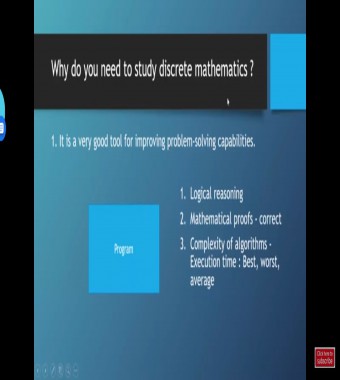 Why do you need to study discrete mathematics ?
1. It is a very good tool for improving problem-solving capabilities.
1. Logical reasoning
2. Mathematical proofs - correct
3. Complexity of algorithms -
Execution time : Best, worst,
average
Program
Click here to
subscribe